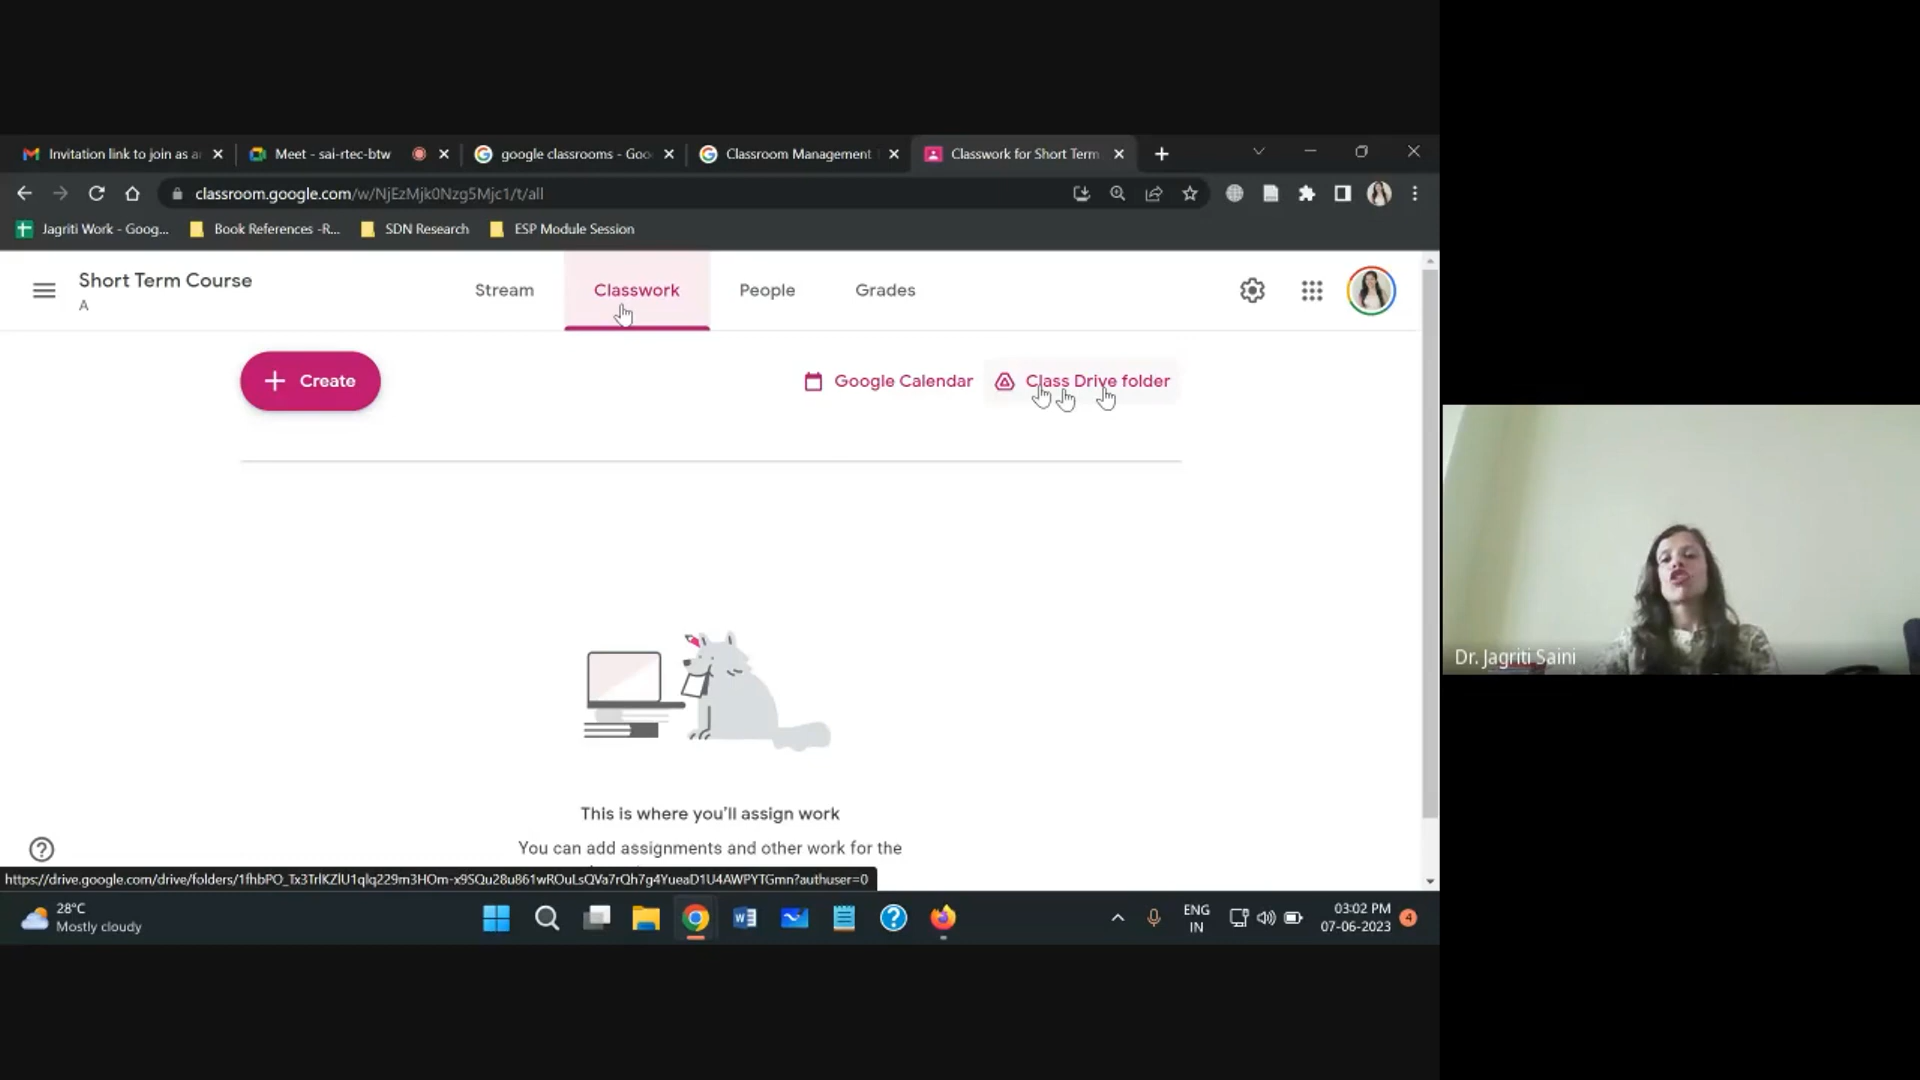 Invitation link to join as a
Meet - sai-rtec-btw
google classrooms - Goo
Classroom Management
Classwork for Short Term
classroom.google.com/w/NjEzMjk0Nzg5Mjc1/t/all
Jagriti Work - Goog...
Book References -R...
SDN Research
ESP Module Session
Short Term Course
A
Stream
Classwork
People
Grades
Create
Google Calendar
Class Drive folder
This is where you'll assign work
You can add assignments and other work for the
https://drive.google.com/drive/folders/1fhbPO_Tx3TrlKZlU1qlq229m3HOm-x9SQu28u861wROuLsQVa7rQh7g4YueaD1U4AWPYTGmn?authuser=0
28°C
Mostly cloudy
ENG
IN
03:02 PM
07-06-2023
4
Dr. Jagriti Saini